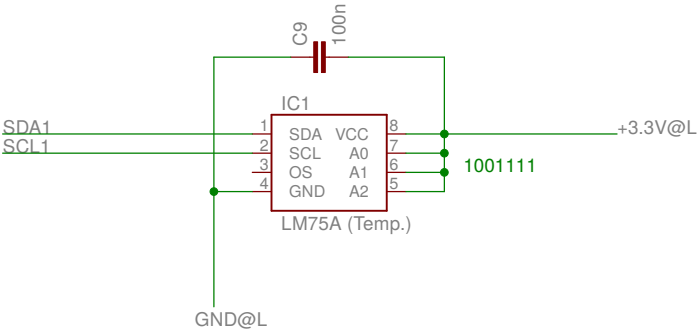 C9
100n
IC1
SDA1
1 SDA VCC 8
+3.3V@L
SCL1
2 SCL A0 7
3 OS A1 6
1001111
4 GND A2 5
LM75A (Temp.)
GND@L